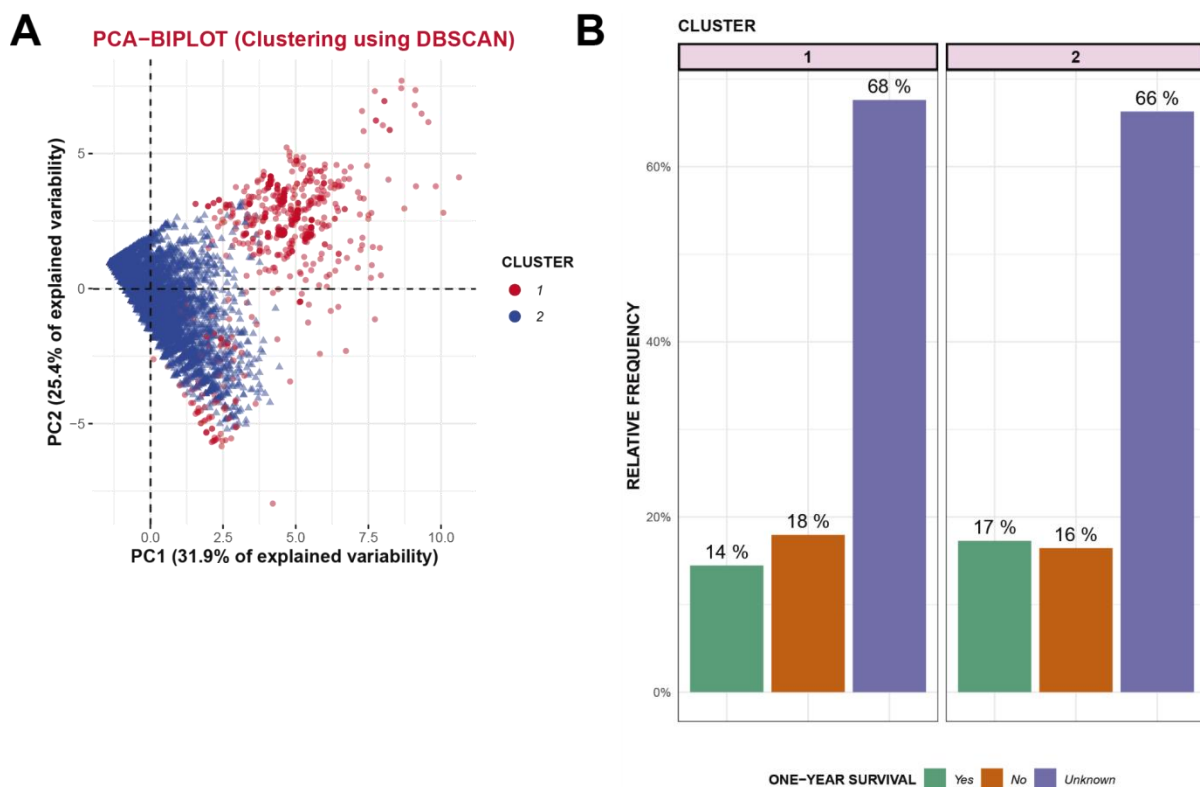 A
PCA−BIPLOT (Clustering using DBSCAN)
PC2 (25.4% of explained variability)
5
0
−5
0.0 2.5 5.0 7.5 10.0
PC1 (31.9% of explained variability)
CLUSTER
1
2
B
CLUSTER
1 2
RELATIVE FREQUENCY
60%
40%
20%
0%
14 % 18 % 68 %
17 % 16 % 66 %
ONE−YEAR SURVIVAL Yes No Unknown